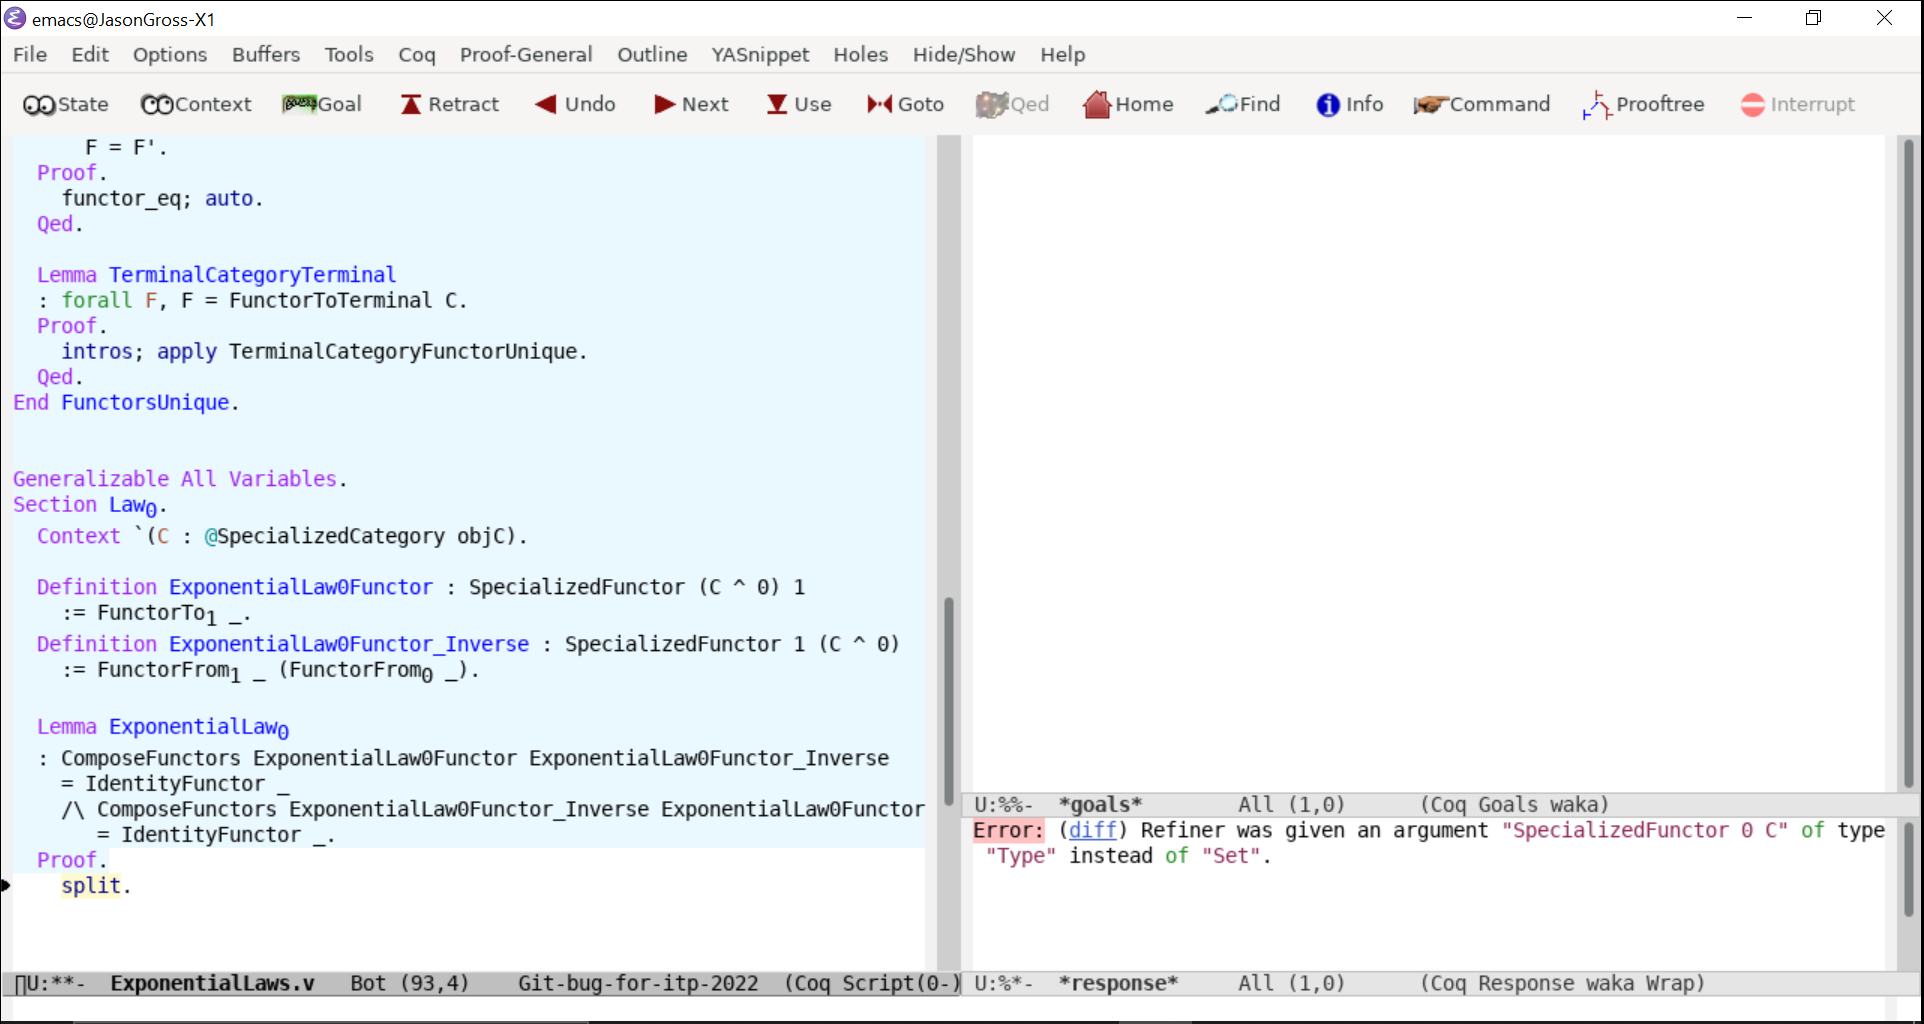 emacs@JasonGross-X1
File Edit Options Buffers Tools Coq Proof-General Outline YASnippet Holes Hide/Show Help
State Context Goal Retract Undo Next Use Goto Qed Home Find Info Command Prooftree Interrupt
F = F'.
Proof.
functor_eq; auto.
Qed.
Lemma TerminalCategoryTerminal
: forall F, F = FunctorToTerminal C.
Proof.
intros; apply TerminalCategoryFunctorUnique.
Qed.
End FunctorsUnique.
Generalizable All Variables.
Section Law₀.
Context `(C : @SpecializedCategory objC).
Definition ExponentialLaw0Functor : SpecializedFunctor (C ^ 0) 1
:= FunctorTo₁ _.
Definition ExponentialLaw0Functor_Inverse : SpecializedFunctor 1 (C ^ 0)
:= FunctorFrom₁ _ (FunctorFrom₀ _).
Lemma ExponentialLaw₀
: ComposeFunctors ExponentialLaw0Functor ExponentialLaw0Functor_Inverse
= IdentityFunctor _
/\ ComposeFunctors ExponentialLaw0Functor_Inverse ExponentialLaw0Functor
= IdentityFunctor _.
Proof.
split.
U:**- ExponentialLaws.v Bot (93,4) Git-bug-for-itp-2022 (Coq Script(0-)
U:%%- *goals* All (1,0) (Coq Goals waka)
Error: (diff) Refiner was given an argument "SpecializedFunctor 0 C" of type
"Type" instead of "Set".
U:%*- *response* All (1,0) (Coq Response waka Wrap)